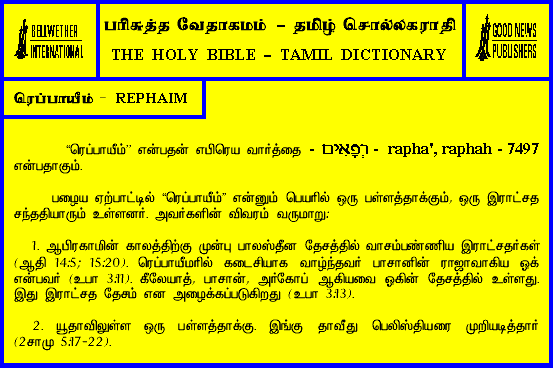 BELLWETHER
INTERNATIONAL
பரிசுத்த வேதாகமம் – தமிழ் சொல்லகராதி
THE HOLY BIBLE – TAMIL DICTIONARY
GOOD NEWS
PUBLISHERS
ரெப்பாயீம் – REPHAIM
“ரெப்பாயீம்” என்பதன் எபிரெய வார்த்தை - רְפָאִים - rapha', raphah - 7497
என்பதாகும்.
பழைய ஏற்பாட்டில் “ரெப்பாயீம்” என்னும் பெயரில் ஒரு பள்ளத்தாக்கும், ஒரு இராட்சத
சந்ததியாரும் உள்ளனர். அவர்களின் விவரம் வருமாறு:
1. ஆபிரகாமின் காலத்திற்கு முன்பு பாலஸ்தீன தேசத்தில் வாசம்பண்ணிய இராட்சதர்கள்
(ஆதி 14:5; 15:20). ரெப்பாயீமரில் கடைசியாக வாழ்ந்தவர் பாசானின் ராஜாவாகிய ஒக்
என்பவர் (உபா 3:11). கீலேயாத், பாசான், அர்கோப் ஆகியவை ஒகின் தேசத்தில் உள்ளது.
இது இராட்சத தேசம் என அழைக்கப்படுகிறது (உபா 3:13).
2. யூதாவிலுள்ள ஒரு பள்ளத்தாக்கு. இங்கு தாவீது பெலிஸ்தியரை முறியடித்தார்
(2சாமு 5:17-22).